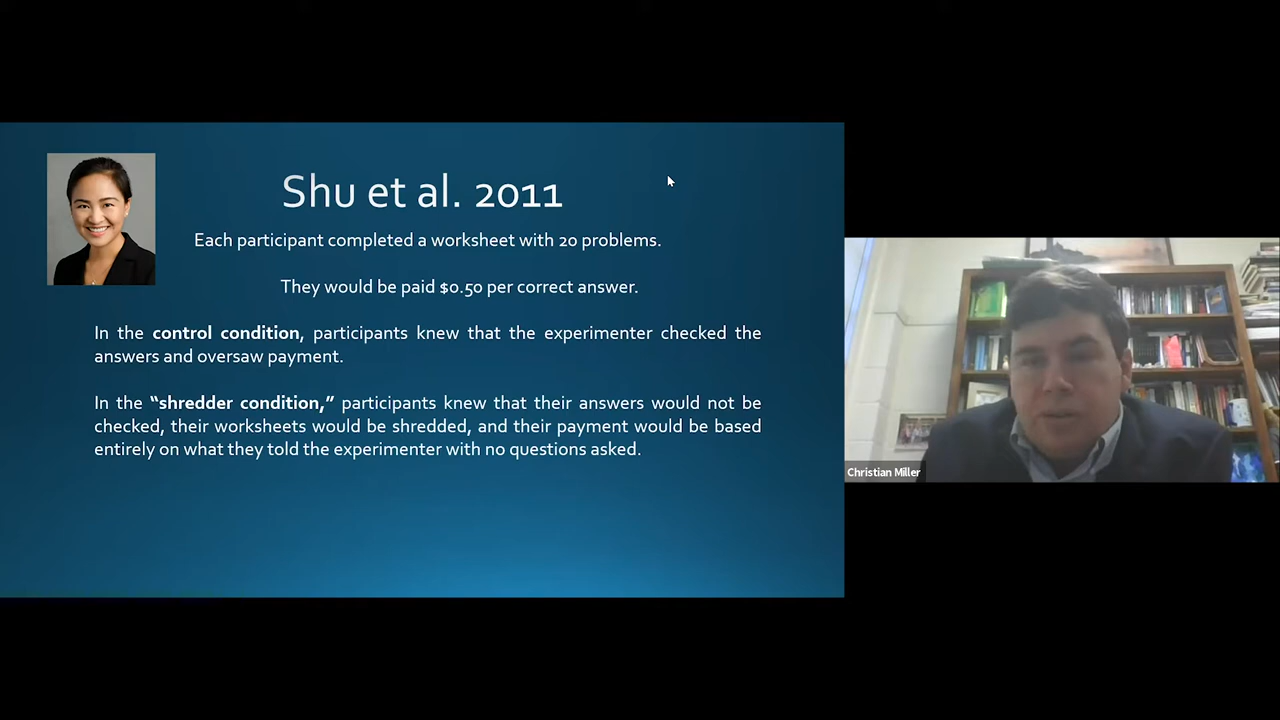 Shu et al. 2011
Each participant completed a worksheet with 20 problems.
They would be paid $0.50 per correct answer.
In the control condition, participants knew that the experimenter checked the
answers and oversaw payment.
In the “shredder condition,” participants knew that their answers would not be
checked, their worksheets would be shredded, and their payment would be based
entirely on what they told the experimenter with no questions asked.
Christian Miller